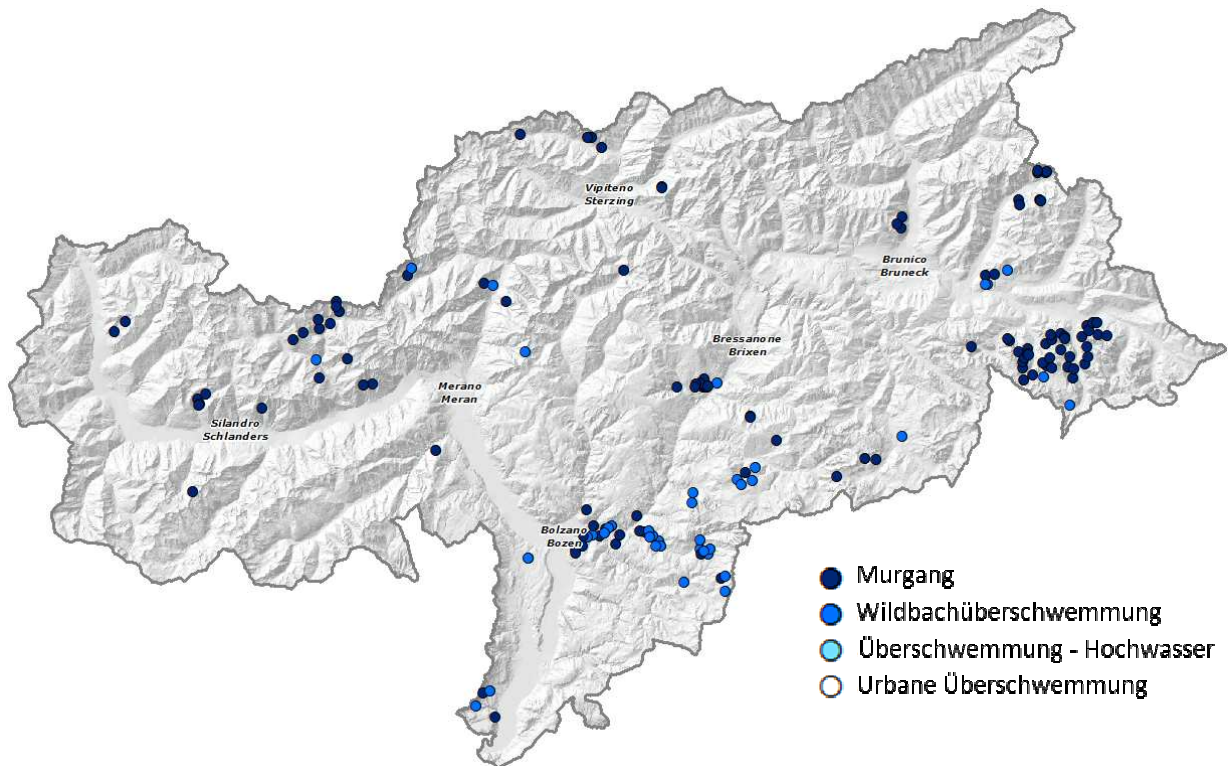 Vipiteno
Sterzing
Brunico
Bruneck
Bressanone
Brixen
Merano
Meran
Silandro
Schlanders
Bolzano
Bozen
Murgang
Wildbachüberschwemmung
Überschwemmung - Hochwasser
Urbane Überschwemmung